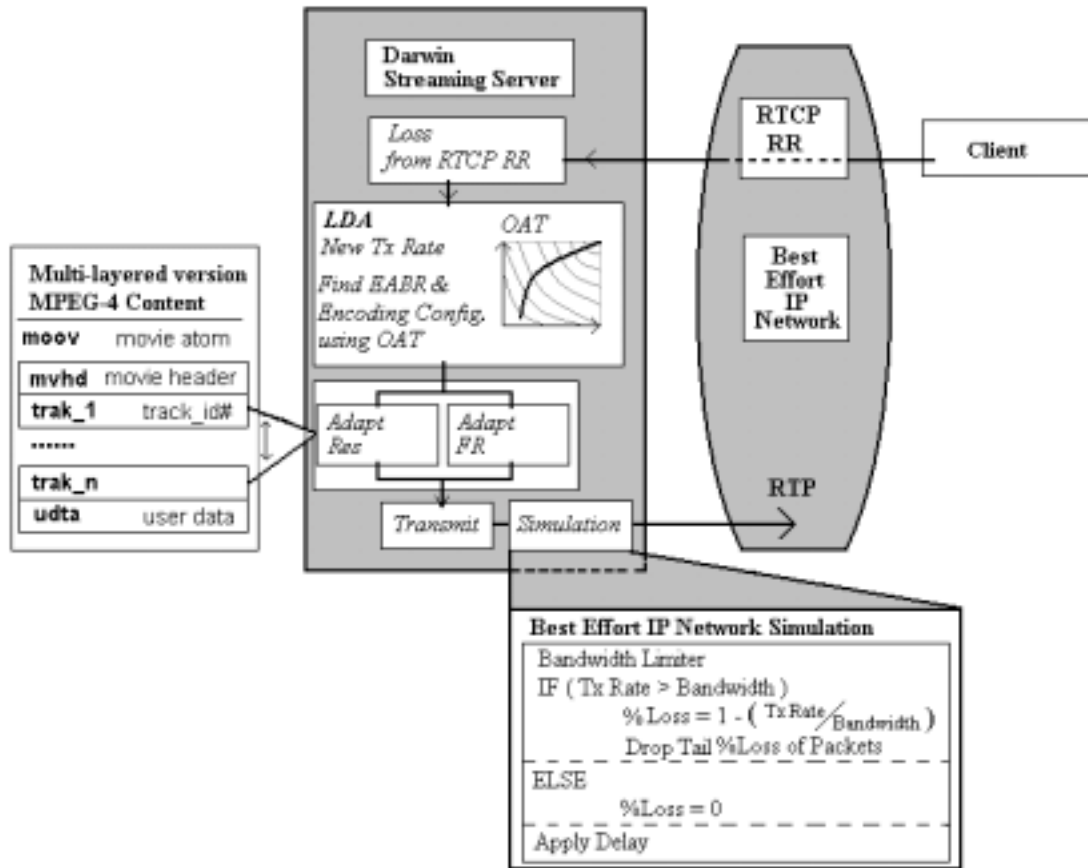 Darwin
Streaming Server
Loss
from RTCP RR
RTCP
RR
Client
LDA
New Tx Rate
Find EABR &
Encoding Config.
using OAT
OAT
Best
Effort
IP
Network
Multi-layered version
MPEG-4 Content
moov movie atom
mvhd movie header
trak_1 track_id#
......
trak_n
udta user data
Adapt
Res
Adapt
FR
Transmit
Simulation
RTP
Best Effort IP Network Simulation
Bandwidth Limiter
IF ( Tx Rate > Bandwidth )
%Loss = 1 - ( Tx Rate / Bandwidth )
Drop Tail %Loss of Packets
ELSE
%Loss = 0
Apply Delay